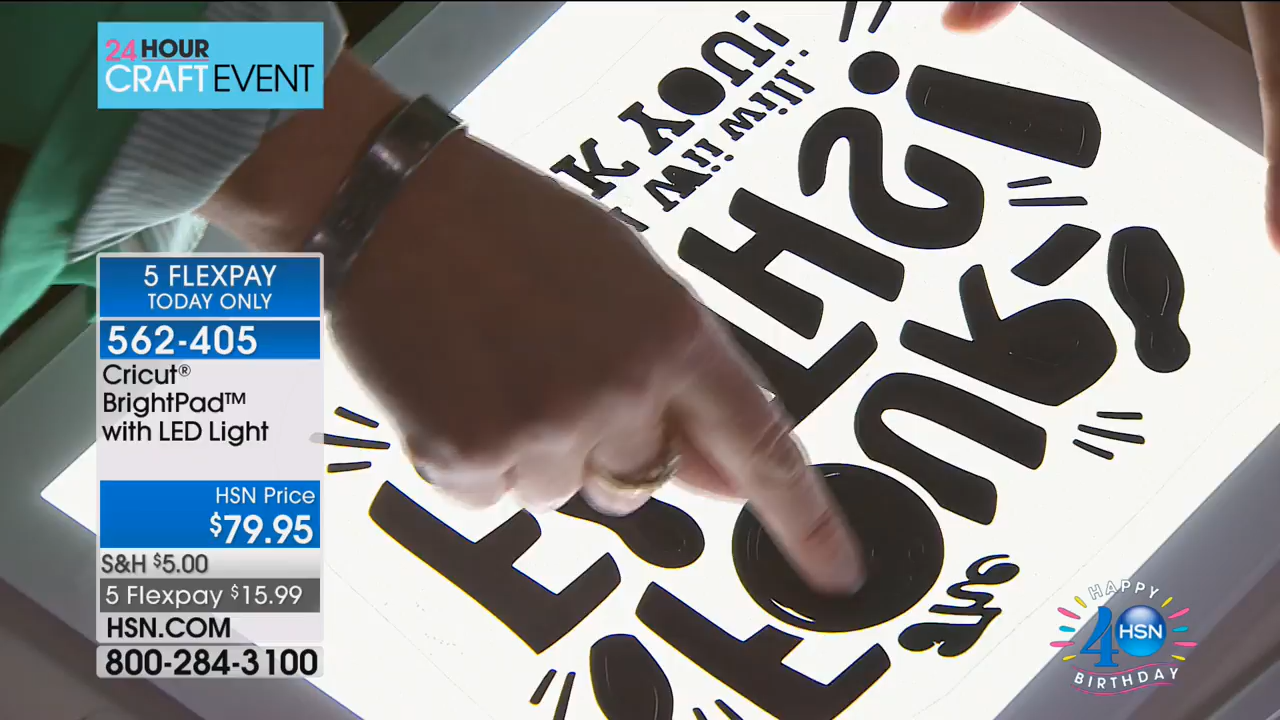 24 HOUR
CRAFT EVENT
YOU¡
5 FLEXPAY
TODAY ONLY
562-405
Cricut®
BrightPad™
with LED Light
HSN Price
$79.95
S&H $5.00
5 Flexpay $15.99
HSN.COM
800-284-3100
HAPPY
40
HSN
BIRTHDAY